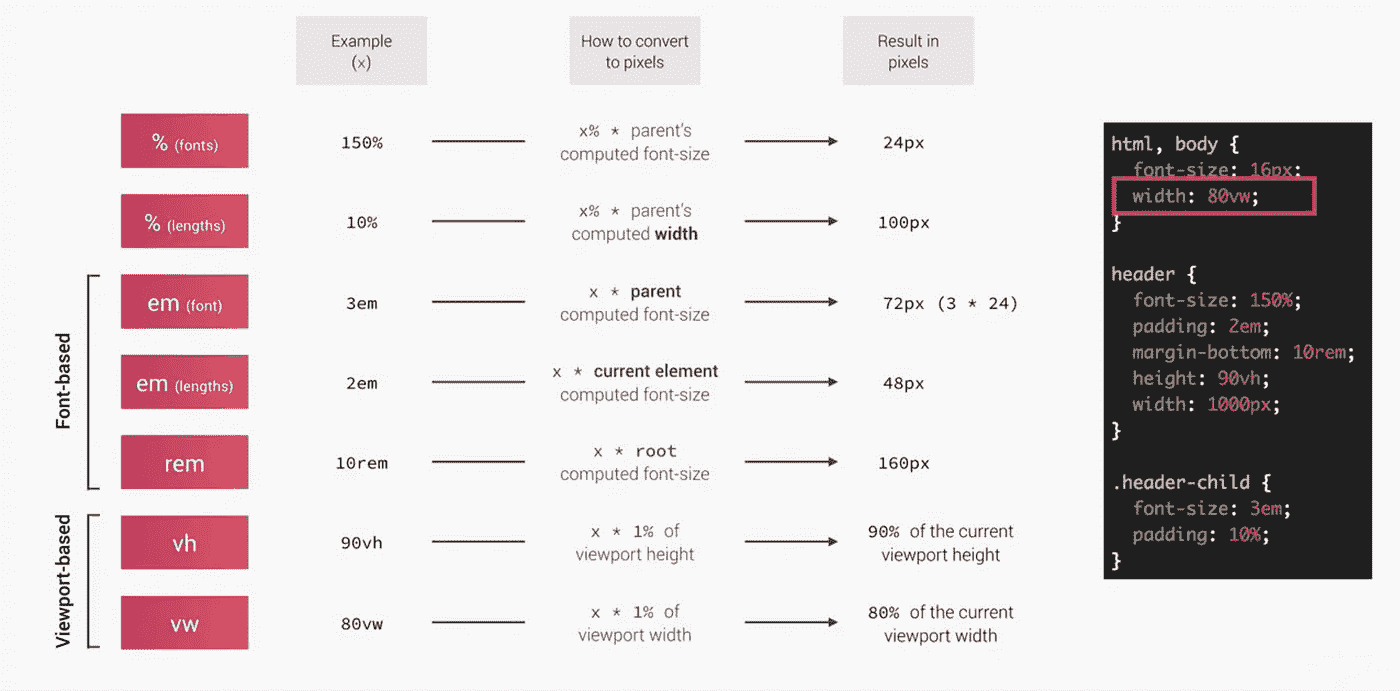 Example
(x)
How to convert
to pixels
Result in
pixels
% (fonts)
150%
x% * parent's
computed font-size
24px
% (lengths)
10%
x% * parent's
computed width
100px
Font-based
em (font)
3em
x * parent
computed font-size
72px (3 * 24)
em (lengths)
2em
x * current element
computed font-size
48px
rem
10rem
x * root
computed font-size
160px
Viewport-based
vh
90vh
x * 1% of
viewport height
90% of the current
viewport height
vw
80vw
x * 1% of
viewport width
80% of the current
viewport width
html, body {
font-size: 16px;
width: 80vw;
}
header {
font-size: 150%;
padding: 2em;
margin-bottom: 10rem;
height: 90vh;
width: 1000px;
}
.header-child {
font-size: 3em;
padding: 10%;
}